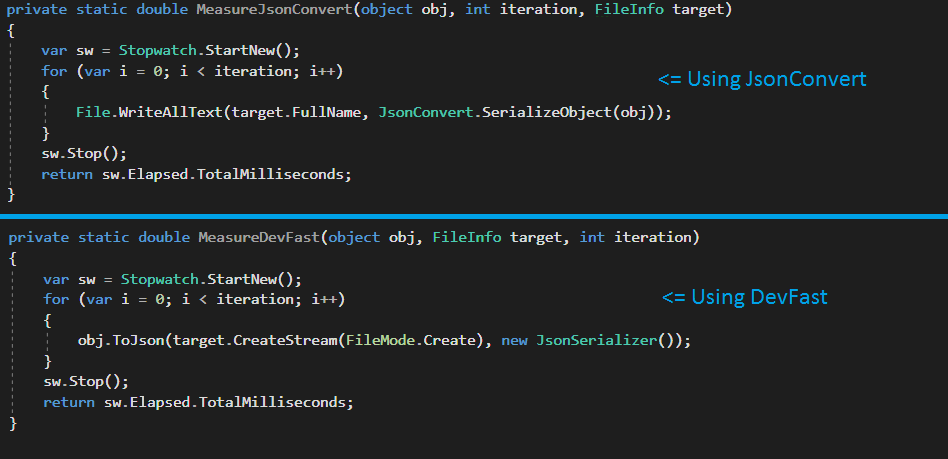 private static double MeasureJsonConvert(object obj, int iteration, FileInfo target)
{
var sw = Stopwatch.StartNew();
for (var i = 0; i < iteration; i++)
<= Using JsonConvert
{
File.WriteAllText(target.FullName, JsonConvert.SerializeObject(obj));
}
sw.Stop();
return sw.Elapsed.TotalMilliseconds;
}
private static double MeasureDevFast(object obj, FileInfo target, int iteration)
{
var sw = Stopwatch.StartNew();
for (var i = 0; i < iteration; i++)
<= Using DevFast
{
obj.ToJson(target.CreateStream(FileMode.Create), new JsonSerializer());
}
sw.Stop();
return sw.Elapsed.TotalMilliseconds;
}